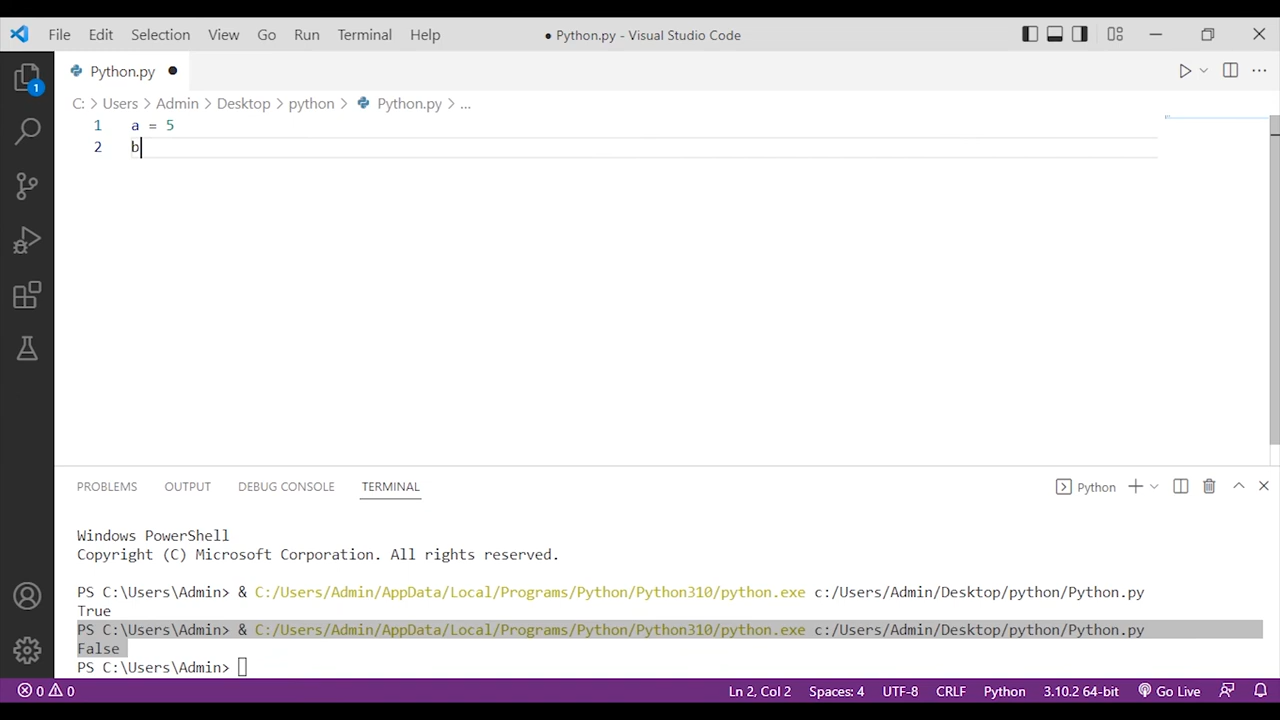 File Edit Selection View Go Run Terminal Help ● Python.py - Visual Studio Code
Python.py ●
1
C: > Users > Admin > Desktop > python > Python.py > ...
1 a = 5
2 b
PROBLEMS OUTPUT DEBUG CONSOLE TERMINAL Python
Windows PowerShell
Copyright (C) Microsoft Corporation. All rights reserved.
PS C:\Users\Admin> & C:/Users/Admin/AppData/Local/Programs/Python/Python310/python.exe c:/Users/Admin/Desktop/python/Python.py
True
PS C:\Users\Admin> & C:/Users/Admin/AppData/Local/Programs/Python/Python310/python.exe c:/Users/Admin/Desktop/python/Python.py
False
PS C:\Users\Admin>
0 0 Ln 2, Col 2 Spaces: 4 UTF-8 CRLF Python 3.10.2 64-bit Go Live